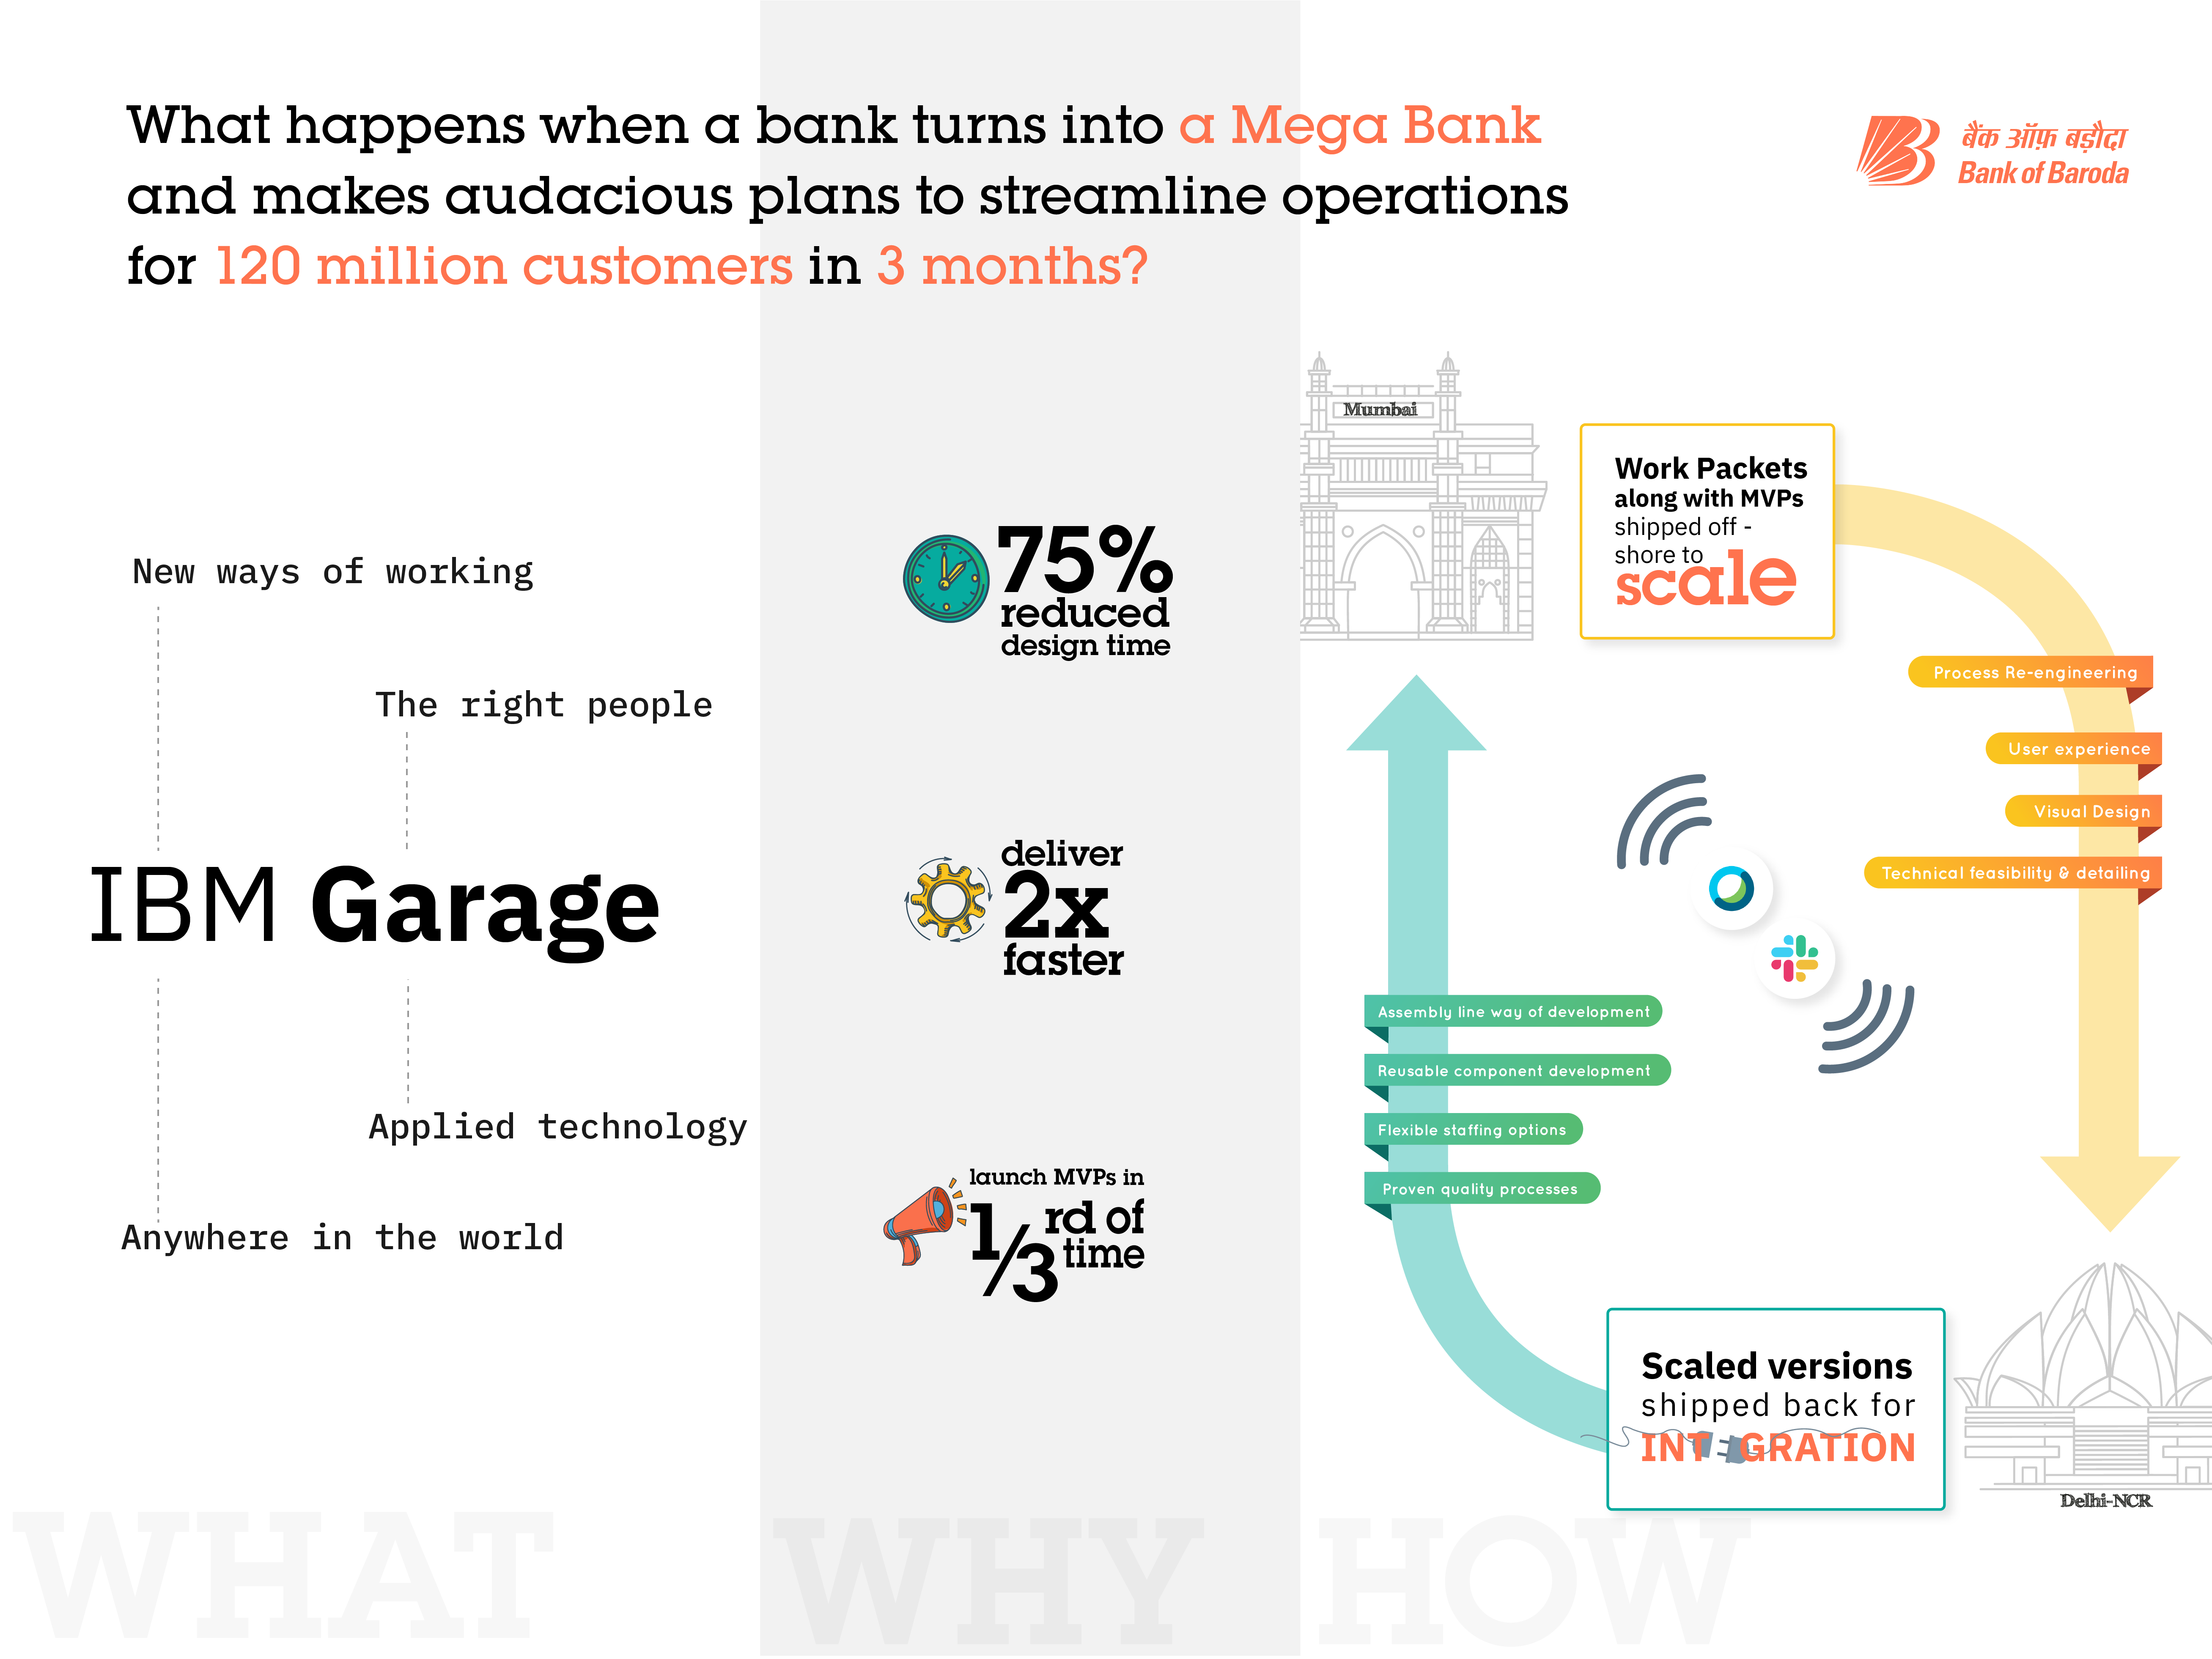 What happens when a bank turns into a Mega Bank
and makes audacious plans to streamline operations
for 120 million customers in 3 months?
बैंक ऑफ़ बड़ौदा
Bank of Baroda
New ways of working
The right people
IBM Garage
Applied technology
Anywhere in the world
WHAT
75%
reduced
design time
deliver
2x
faster
launch MVPs in
1/3 rd of
time
WHY
Mumbai
Work Packets
along with MVPs
shipped off -
shore to
scale
Process Re-engineering
User experience
Visual Design
Technical feasibility & detailing
Assembly line way of development
Reusable component development
Flexible staffing options
Proven quality processes
Scaled versions
shipped back for
INTEGRATION
Delhi-NCR
HOW